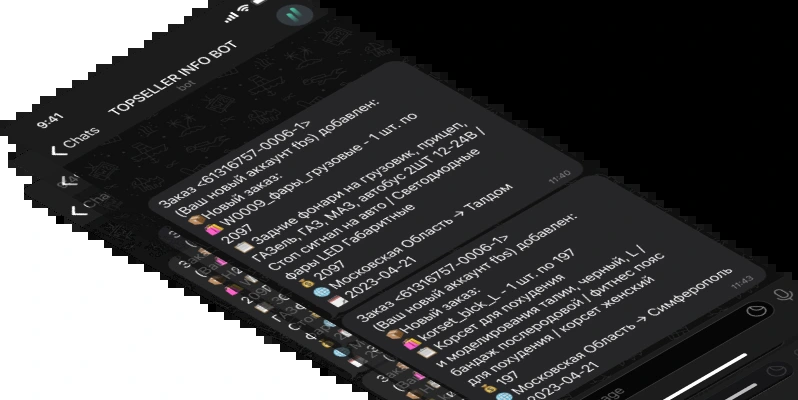 9:41
Chats
TOPSELLER INFO BOT
bot
Заказ <61316757-0006-1>
(Ваш новый аккаунт fbs) добавлен:
Новый заказ:
W0009_фары_грузовые - 1 шт. по
2097
Задние фонари на грузовик, прицеп,
ГАЗель, ГАЗ, МАЗ, автобус 2ШТ 12-24В /
Стоп сигнал на авто / Светодиодные
фары LED Габаритные
2097
Московская Область → Талдом
2023-04-21
11:40
Заказ <61316757-0006-1>
(Ваш новый аккаунт fbs) добавлен:
Новый заказ:
korset_blck_L - 1 шт. по 197
Корсет для похудения
и моделирования талии, черный, L /
бандаж послеродовой / фитнес пояс
для похудения / корсет женский
197
Московская Область → Симферополь
2023-04-21
11:43